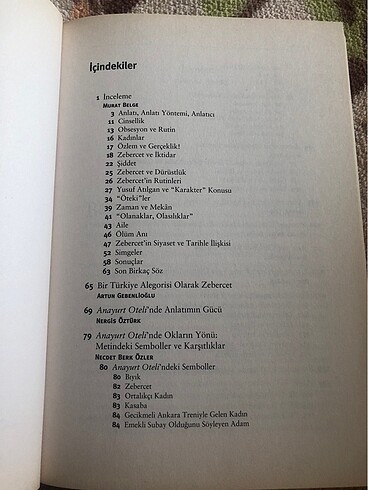 İçindekiler
1 İnceleme
MURAT BELGE
3 Anlatı, Anlatı Yöntemi, Anlatıcı
11 Cinsellik
13 Obsesyon ve Rutin
16 Kadınlar
17 Özlem ve Gerçeklik!
18 Zebercet ve İktidar
22 Şiddet
25 Zebercet ve Dürüstlük
26 Zebercet'in Rutinleri
27 Yusuf Atılgan ve "Karakter" Konusu
34 "Öteki"ler
39 Zaman ve Mekân
41 "Olanaklar, Olasılıklar"
43 Aile
46 Ölüm Anı
47 Zebercet'in Siyaset ve Tarihle İlişkisi
52 Simgeler
58 Sonuçlar
63 Son Birkaç Söz
65 Bir Türkiye Alegorisi Olarak Zebercet
ARTUN GEBENLİOĞLU
69 Anayurt Oteli'nde Anlatımın Gücü
NERGİS ÖZTÜRK
79 Anayurt Oteli'nde Okların Yönü:
Metindeki Semboller ve Karşıtlıklar
NECDET BERK ÖZLER
80 Anayurt Oteli'ndeki Semboller
80 Bıyık
82 Zebercet
83 Ortalıkçı Kadın
83 Kasaba
84 Gecikmeli Ankara Treniyle Gelen Kadın
84 Emekli Subay Olduğunu Söyleyen Adam